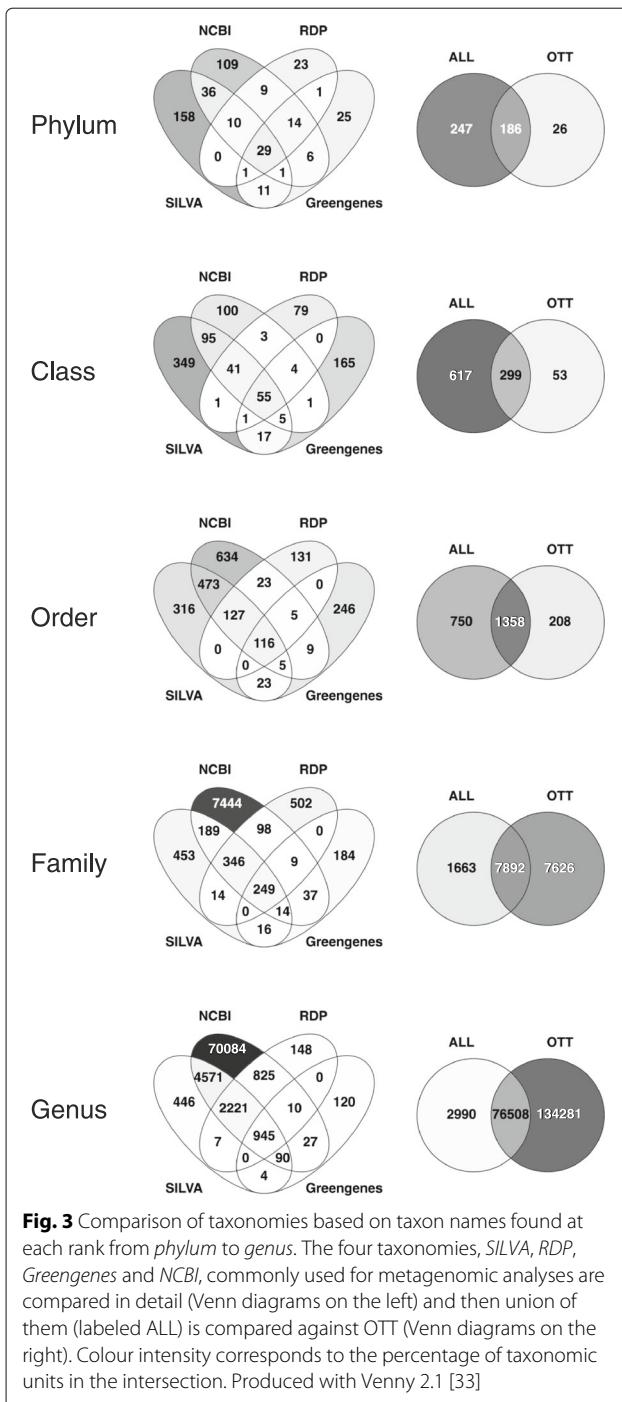 NCBI RDP ALL OTT
109 23
36 9 1
Phylum 158 10 14 25 247 186 26
29
0 1 1 6
11
SILVA Greengenes
NCBI RDP ALL OTT
100 79
95 3 0
Class 349 41 4 165 617 299 53
55
1 1 5 1
17
SILVA Greengenes
NCBI RDP ALL OTT
634 131
473 23 0
Order 316 127 5 246 750 1358 208
116
0 0 5 9
23
SILVA Greengenes
NCBI RDP ALL OTT
7444 502
189 98 0
Family 453 346 9 184 1663 7892 7626
249
14 0 14 37
16
SILVA Greengenes
NCBI RDP ALL OTT
70084 148
4571 825 0
Genus 446 2221 10 120 2990 76508 134281
945
7 0 90 27
4
SILVA Greengenes
Fig. 3 Comparison of taxonomies based on taxon names found at
each rank from phylum to genus. The four taxonomies, SILVA, RDP,
Greengenes and NCBI, commonly used for metagenomic analyses are
compared in detail (Venn diagrams on the left) and then union of
them (labeled ALL) is compared against OTT (Venn diagrams on the
right). Colour intensity corresponds to the percentage of taxonomic
units in the intersection. Produced with Venny 2.1 [33]